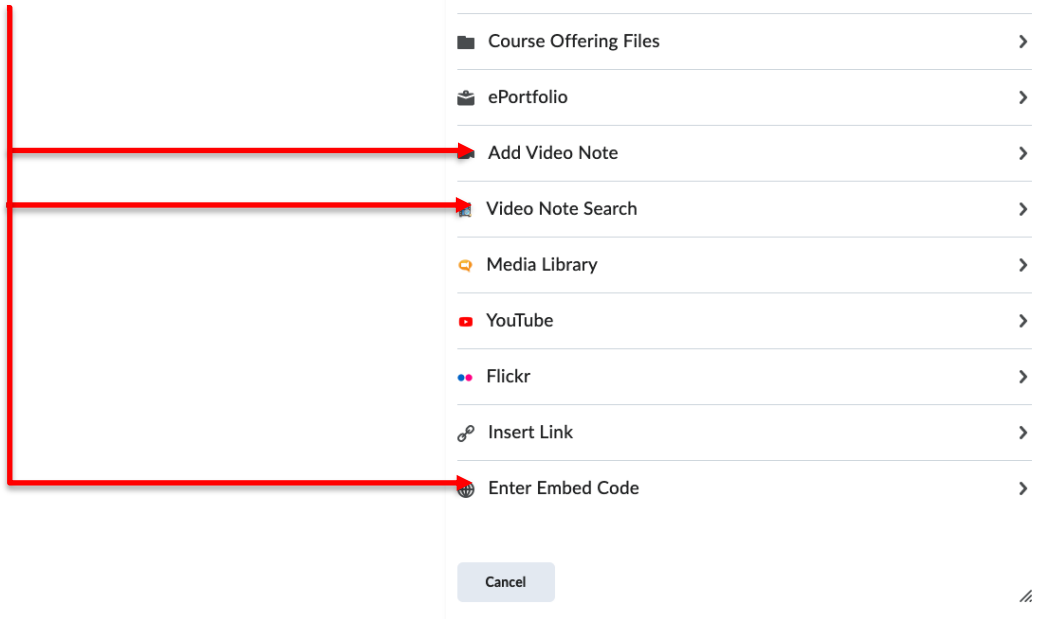 Course Offering Files
ePortfolio
Add Video Note
Video Note Search
Media Library
YouTube
Flickr
Insert Link
Enter Embed Code
Cancel